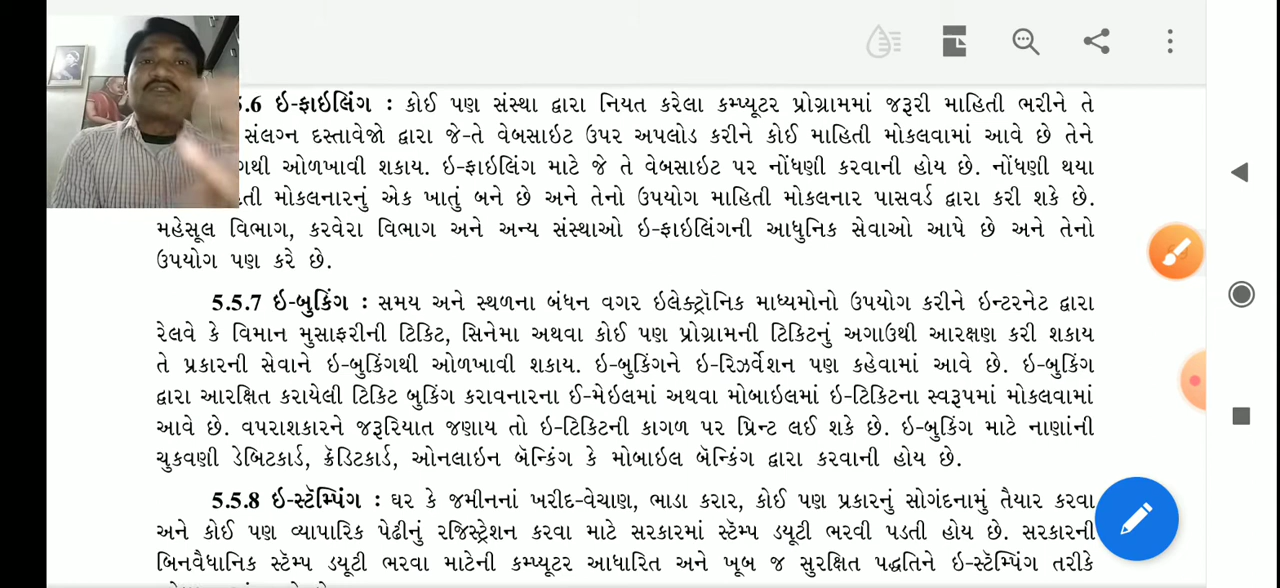 5.6 ઇ-ફાઇલિંગ : કોઈ પણ સંસ્થા દ્વારા નિયત કરેલા કમ્પ્યૂટર પ્રોગ્રામમાં જરૂરી માહિતી ભરીને તે
સંલગ્ન દસ્તાવેજો દ્વારા જે-તે વેબસાઇટ ઉપર અપલોડ કરીને કોઈ માહિતી મોકલવામાં આવે છે તેને
ગથી ઓળખાવી શકાય. ઇ-ફાઇલિંગ માટે જે તે વેબસાઇટ પર નોંધણી કરવાની હોય છે. નોંધણી થયા
તી મોકલનારનું એક ખાતું બને છે અને તેનો ઉપયોગ માહિતી મોકલનાર પાસવર્ડ દ્વારા કરી શકે છે.
મહેસૂલ વિભાગ, કરવેરા વિભાગ અને અન્ય સંસ્થાઓ ઇ-ફાઇલિંગની આધુનિક સેવાઓ આપે છે અને તેનો
ઉપયોગ પણ કરે છે.
5.5.7 ઇ-બુકિંગ : સમય અને સ્થળના બંધન વગર ઇલેક્ટ્રૉનિક માધ્યમોનો ઉપયોગ કરીને ઇન્ટરનેટ દ્વારા
રેલવે કે વિમાન મુસાફરીની ટિકિટ, સિનેમા અથવા કોઈ પણ પ્રોગ્રામની ટિકિટનું અગાઉથી આરક્ષણ કરી શકાય
તે પ્રકારની સેવાને ઇ-બુકિંગથી ઓળખાવી શકાય. ઇ-બુકિંગને ઇ-રિઝર્વેશન પણ કહેવામાં આવે છે. ઇ-બુકિંગ
દ્વારા આરક્ષિત કરાયેલી ટિકિટ બુકિંગ કરાવનારના ઈ-મેઇલમાં અથવા મોબાઇલમાં ઇ-ટિકિટના સ્વરૂપમાં મોકલવામાં
આવે છે. વપરાશકારને જરૂરિયાત જણાય તો ઇ-ટિકિટની કાગળ પર પ્રિન્ટ લઈ શકે છે. ઇ-બુકિંગ માટે નાણાંની
ચુકવણી ડેબિટકાર્ડ, ક્રૅડિટકાર્ડ, ઓનલાઇન બૅન્કિંગ કે મોબાઇલ બૅન્કિંગ દ્વારા કરવાની હોય છે.
5.5.8 ઇ-સ્ટૅમ્પિંગ : ઘર કે જમીનનાં ખરીદ-વેચાણ, ભાડા કરાર, કોઈ પણ પ્રકારનું સોગંદનામું તૈયાર કરવા
અને કોઈ પણ વ્યાપારિક પેઢીનું રજિસ્ટ્રેશન કરવા માટે સરકારમાં સ્ટૅમ્પ ડ્યૂટી ભરવી પડતી હોય છે. સરકારની
બિનવૈધાનિક સ્ટૅમ્પ ડ્યૂટી ભરવા માટેની કમ્પ્યૂટર આધારિત અને ખૂબ જ સુરક્ષિત પદ્ધતિને ઇ-સ્ટૅમ્પિંગ તરીકે